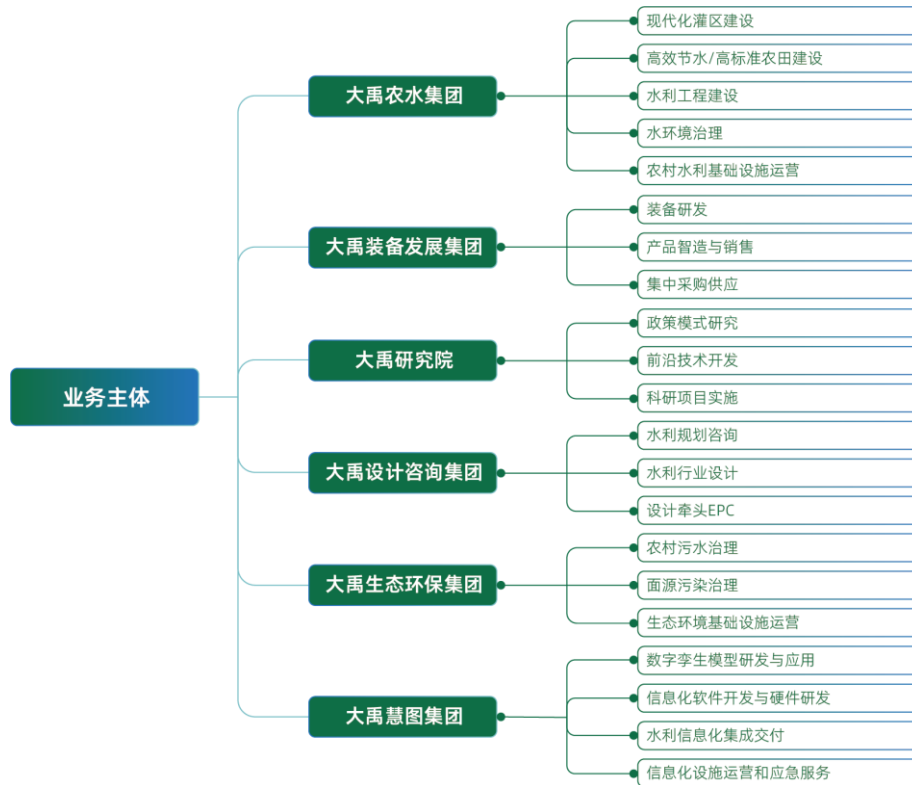 业务主体
大禹农水集团
现代化灌区建设
高效节水/高标准农田建设
水利工程建设
水环境治理
农村水利基础设施运营
大禹装备发展集团
装备研发
产品智造与销售
集中采购供应
大禹研究院
政策模式研究
前沿技术开发
科研项目实施
大禹设计咨询集团
水利规划咨询
水利行业设计
设计牵头EPC
大禹生态环保集团
农村污水治理
面源污染治理
生态环境基础设施运营
大禹慧图集团
数字孪生模型研发与应用
信息化软件开发与硬件研发
水利信息化集成交付
信息化设施运营和应急服务